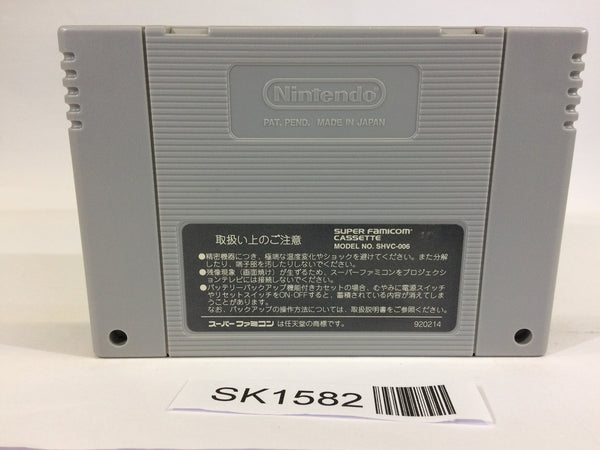 Nintendo
PAT. PEND. MADE IN JAPAN
取扱い上のご注意
SUPER FAMICOM
CASSETTE
MODEL NO. SHVC-006
●精密機器につき、極端な温度変化やショックを避けてください。また分解
したり、端子部を汚したりしないでください。
●残像現象（画面焼け）が生ずるため、スーパーファミコンをプロジェクシ
ョンテレビには接続しないでください。
●バッテリーバックアップ機能付きカセットの場合、むやみに電源スイッチ
やリセットスイッチをON・OFFすると、蓄積されている内容が消えてしま
うことがあります。
なお、バックアップの操作方法については、取扱説明書をご参照ください。
スーパーファミコンは任天堂の商標です。
920214
SK1582